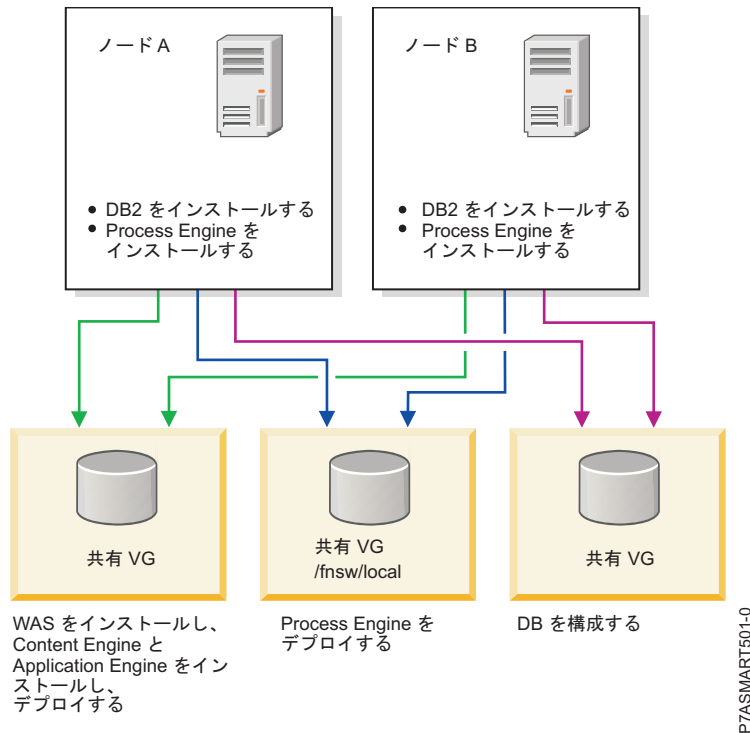 ノード A
ノード B
● DB2 をインストールする
● Process Engine を
インストールする
● DB2 をインストールする
● Process Engine を
インストールする
共有 VG
共有 VG
/fnsw/local
共有 VG
WAS をインストールし、
Content Engine と
Application Engine をイン
ストールし、
デプロイする
Process Engine を
デプロイする
DB を構成する
P7ASMART501-0